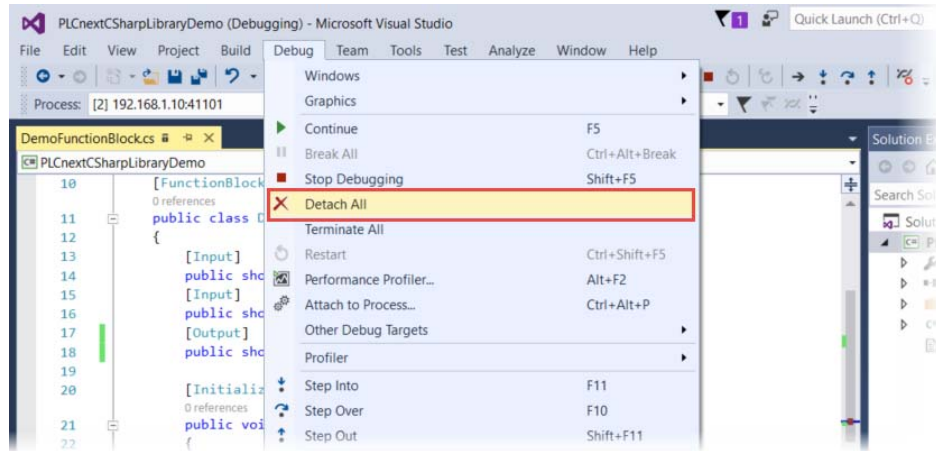 PLCnextCSharpLibraryDemo (Debugging) - Microsoft Visual Studio
1
Quick Launch (Ctrl+Q)
File Edit View Project Build Debug Team Tools Test Analyze Window Help
Process: [2] 192.168.1.10:41101
DemoFunctionBlock.cs
PLCnextCSharpLibraryDemo
10 [FunctionBlock
0 references
11 public class D
12 {
13 [Input]
14 public sho
15 [Input]
16 public sho
17 [Output]
18 public sho
19
20 [Initializ
0 references
21 public voi
22 {
Windows
Graphics
Continue F5
Break All Ctrl+Alt+Break
Stop Debugging Shift+F5
Detach All
Terminate All
Restart Ctrl+Shift+F5
Performance Profiler... Alt+F2
Attach to Process... Ctrl+Alt+P
Other Debug Targets
Profiler
Step Into F11
Step Over F10
Step Out Shift+F11
Solution E
Search Sol
Solut
C# P